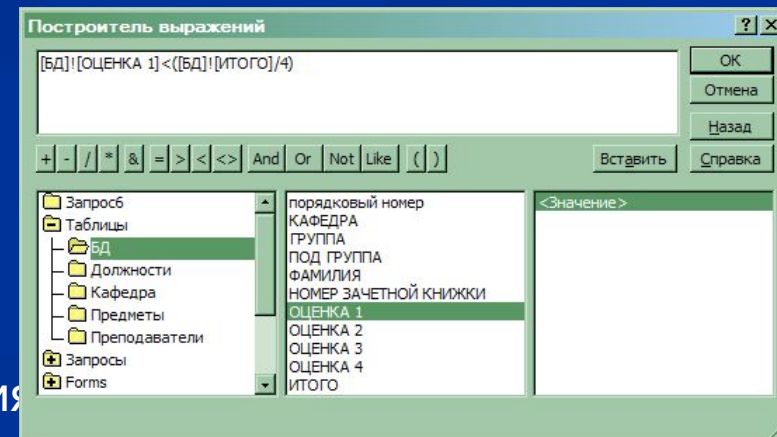 Построитель выражений
[БД]![ОЦЕНКА 1]<([БД]![ИТОГО]/4)
ОК
Отмена
Назад
Справка
+ - / * & = > < <> And Or Not Like ( )
Вставить
Запрос6
Таблицы
БД
Должности
Кафедра
Предметы
Преподаватели
Запросы
Forms
порядковый номер
КАФЕДРА
ГРУППА
ПОД ГРУППА
ФАМИЛИЯ
НОМЕР ЗАЧЕТНОЙ КНИЖКИ
ОЦЕНКА 1
ОЦЕНКА 2
ОЦЕНКА 3
ОЦЕНКА 4
ИТОГО
<Значение>